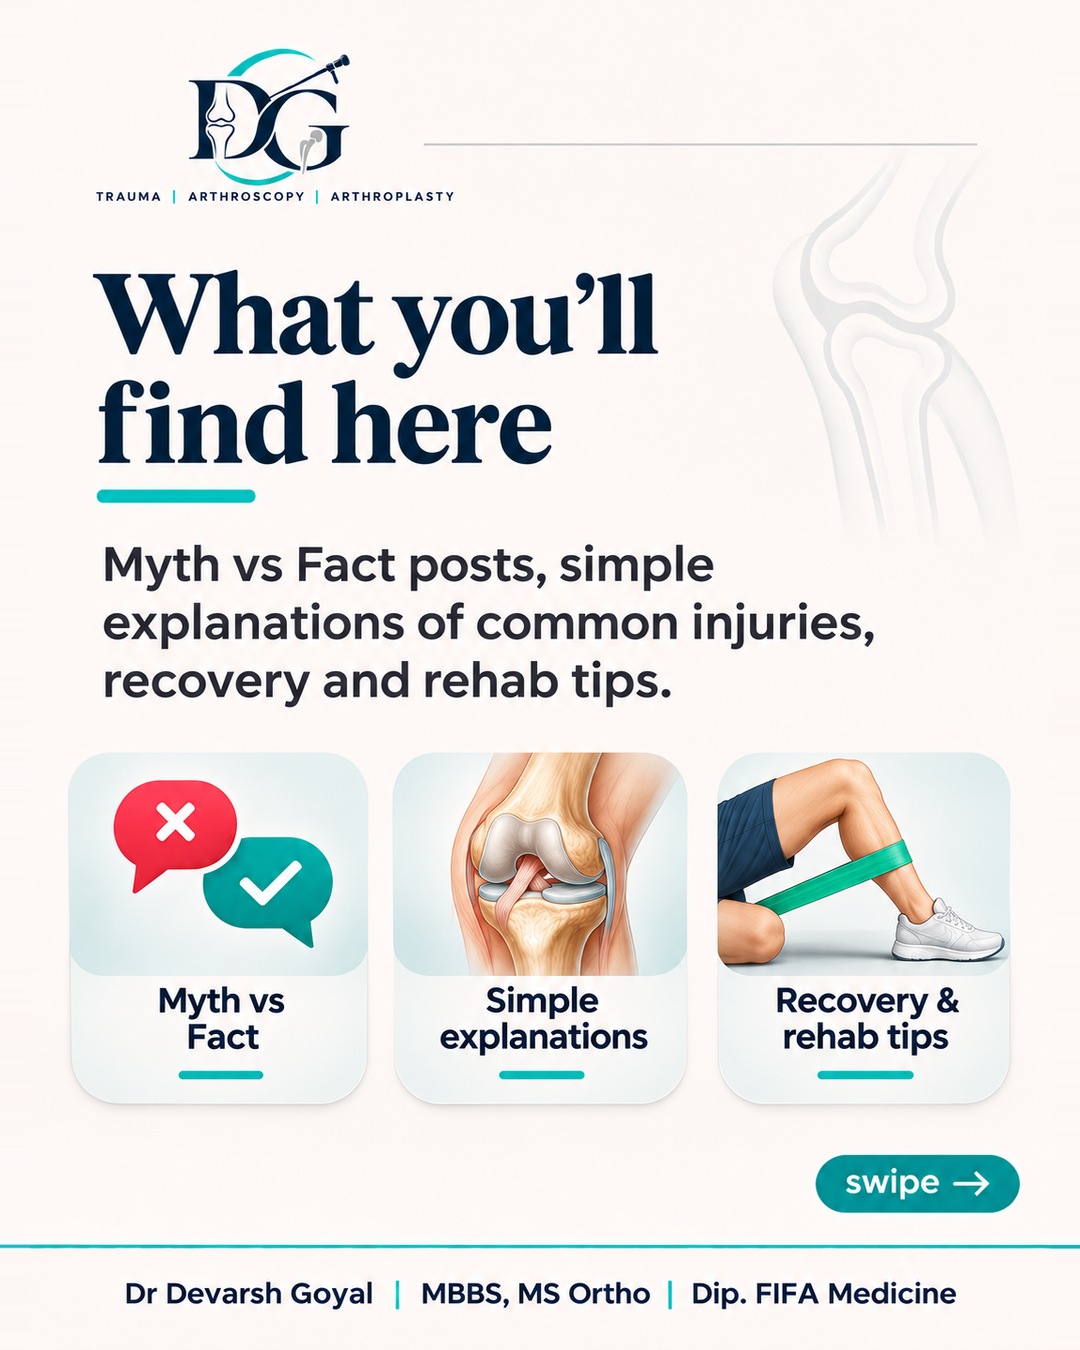 DG
TRAUMA | ARTHROSCOPY | ARTHROPLASTY
What you’ll
find here
Myth vs Fact posts, simple
explanations of common injuries,
recovery and rehab tips.
Myth vs
Fact
Simple
explanations
Recovery &
rehab tips
swipe →
Dr Devarsh Goyal | MBBS, MS Ortho | Dip. FIFA Medicine